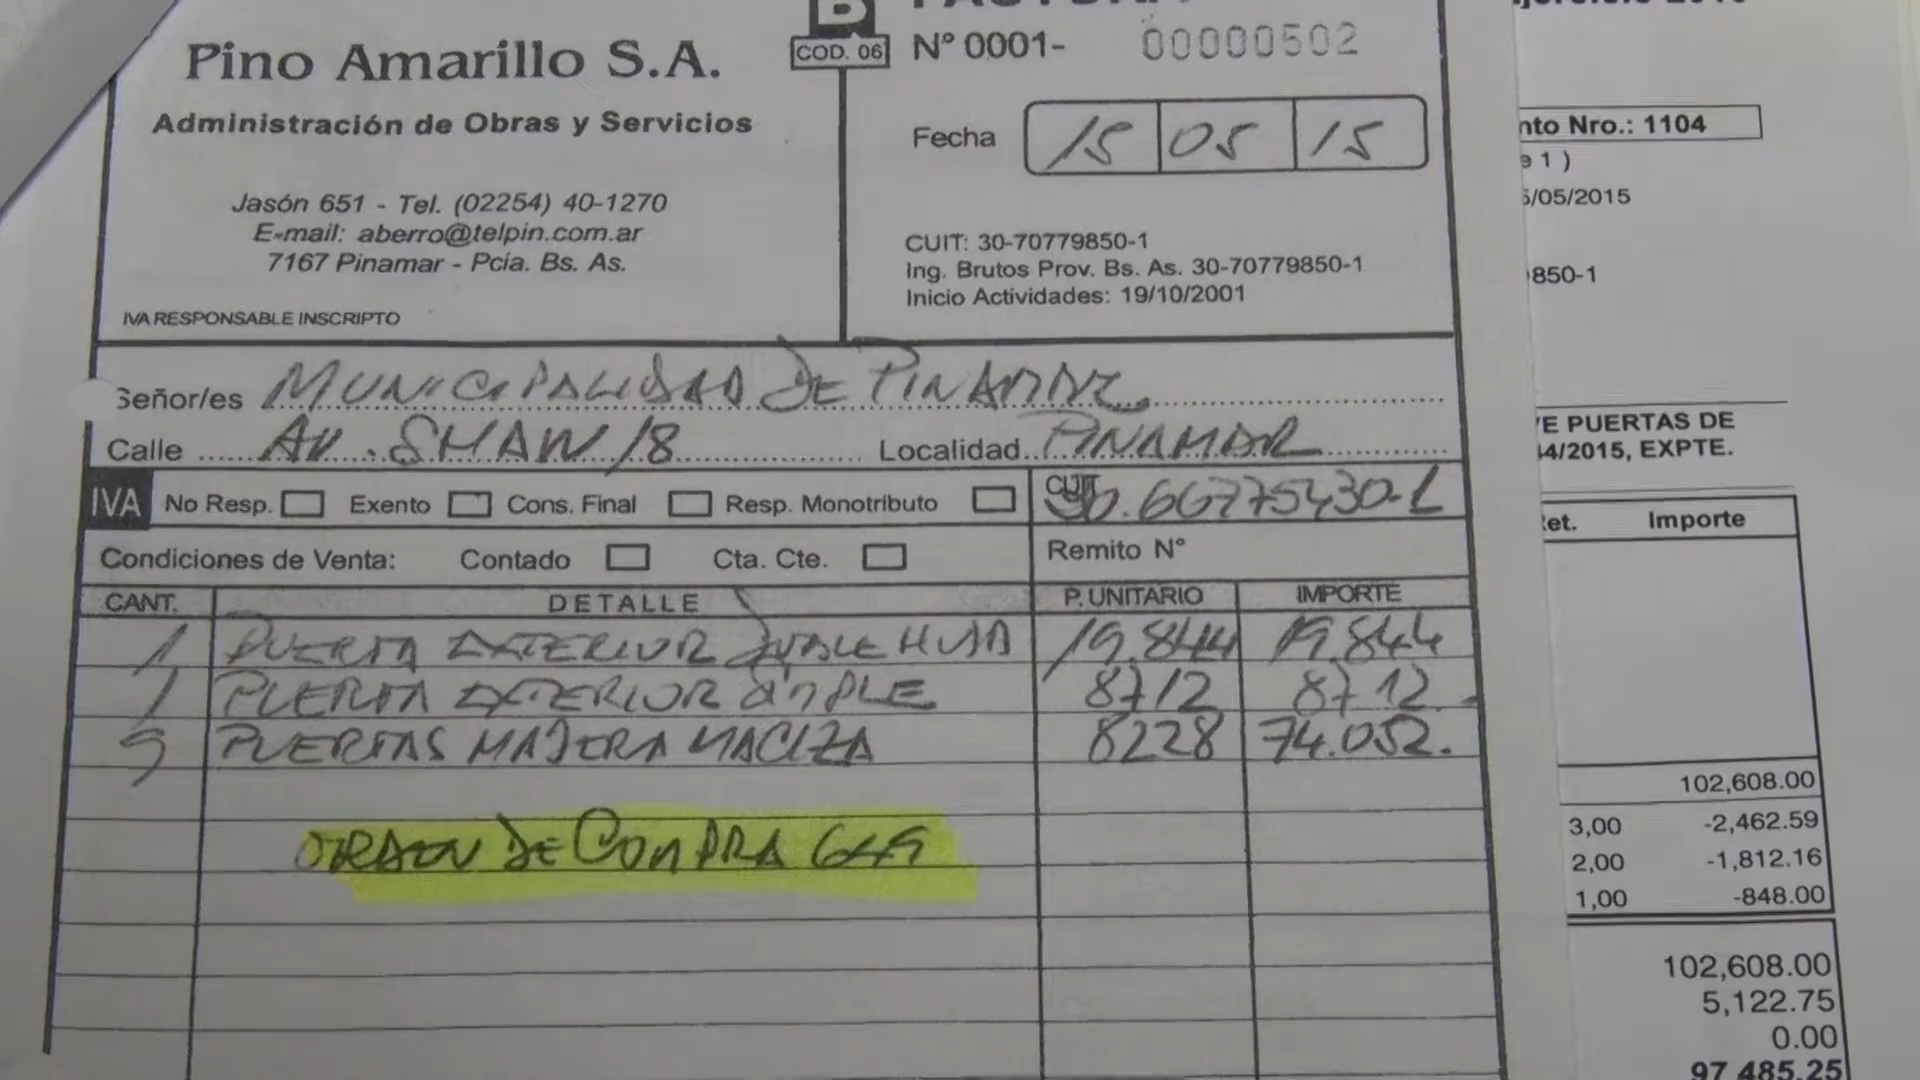 B
FACTURA
COD. 06
Nº 0001- 00000502
Pino Amarillo S.A.
Administración de Obras y Servicios
Jasón 651 - Tel. (02254) 40-1270
E-mail: aberro@telpin.com.ar
7167 Pinamar - Pcia. Bs. As.
IVA RESPONSABLE INSCRIPTO
Fecha 15 05 15
CUIT: 30-70779850-1
Ing. Brutos Prov. Bs. As. 30-70779850-1
Inicio Actividades: 19/10/2001
Señor/es MUNICIPALIDAD DE PINAMAR
Calle AV. SHAW 18 Localidad PINAMAR
IVA No Resp. Exento Cons. Final Resp. Monotributo CUIT 30.66775430-1
Condiciones de Venta: Contado Cta. Cte. Remito Nº
CANT. DETALLE P. UNITARIO IMPORTE
1 PUERTA EXTERIOR DOBLE HOJA 19.844 19.844
1 PUERTA EXTERIOR SIMPLE 8712 8712.-
9 PUERTAS MADERA MACIZA 8228 74.052.
ORDEN DE COMPRA 649
nto Nro.: 1104
e 1 )
5/05/2015
850-1
VE PUERTAS DE
44/2015, EXPTE.
Ret. Importe
102,608.00
3,00 -2,462.59
2,00 -1,812.16
1,00 -848.00
102,608.00
5,122.75
0.00
97,485.25